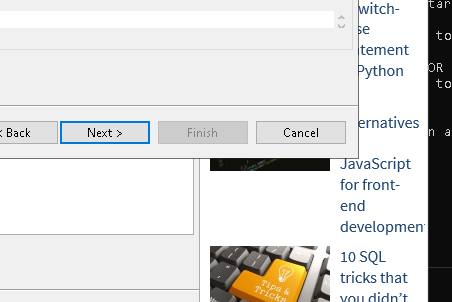 witch-
se
tement
Python
ernatives
JavaScript
for front-
end
developmen
10 SQL
tricks that
you didn't
< Back
Next >
Finish
Cancel
Tips &
Tricks
tar
to
OR
to
n a